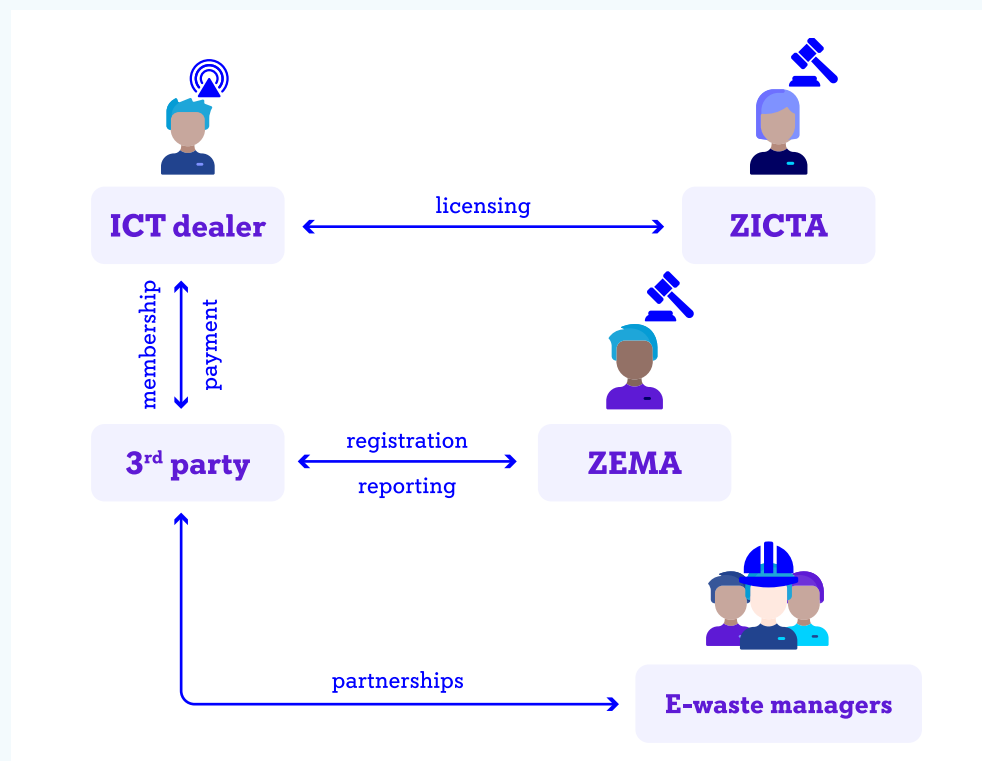 ICT dealer
licensing
ZICTA
membership
payment
3rd party
registration
reporting
ZEMA
partnerships
E-waste managers